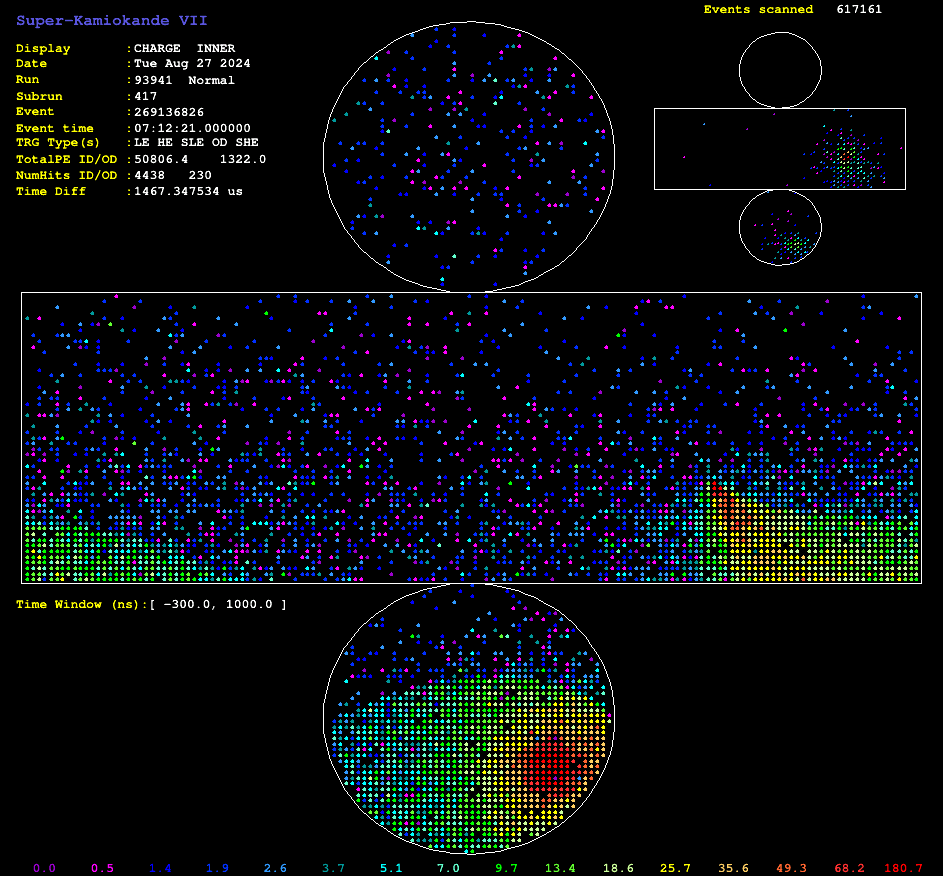 Super-Kamiokande VII
Events scanned 617161
Display :CHARGE INNER
Date :Tue Aug 27 2024
Run :93941 Normal
Subrun :417
Event :269136826
Event time :07:12:21.000000
TRG Type(s) :LE HE SLE OD SHE
TotalPE ID/OD :50806.4 1322.0
NumHits ID/OD :4438 230
Time Diff :1467.347534 us
Time Window (ns):[ -300.0, 1000.0 ]
0.0 0.5 1.4 1.9 2.6 3.7 5.1 7.0 9.7 13.4 18.6 25.7 35.6 49.3 68.2 180.7